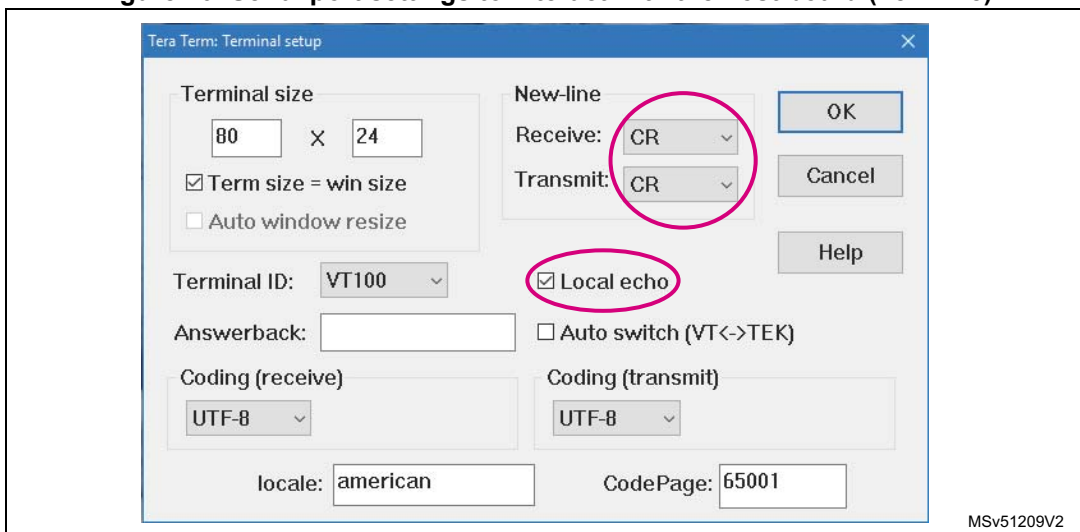 Tera Term: Terminal setup
Terminal size
80 X 24
Term size = win size
Auto window resize
New-line
Receive: CR
Transmit: CR
OK
Cancel
Help
Terminal ID: VT100
Local echo
Answerback:
Auto switch (VT<->TEK)
Coding (receive)
UTF-8
Coding (transmit)
UTF-8
locale: american
CodePage: 65001
MSv51209V2